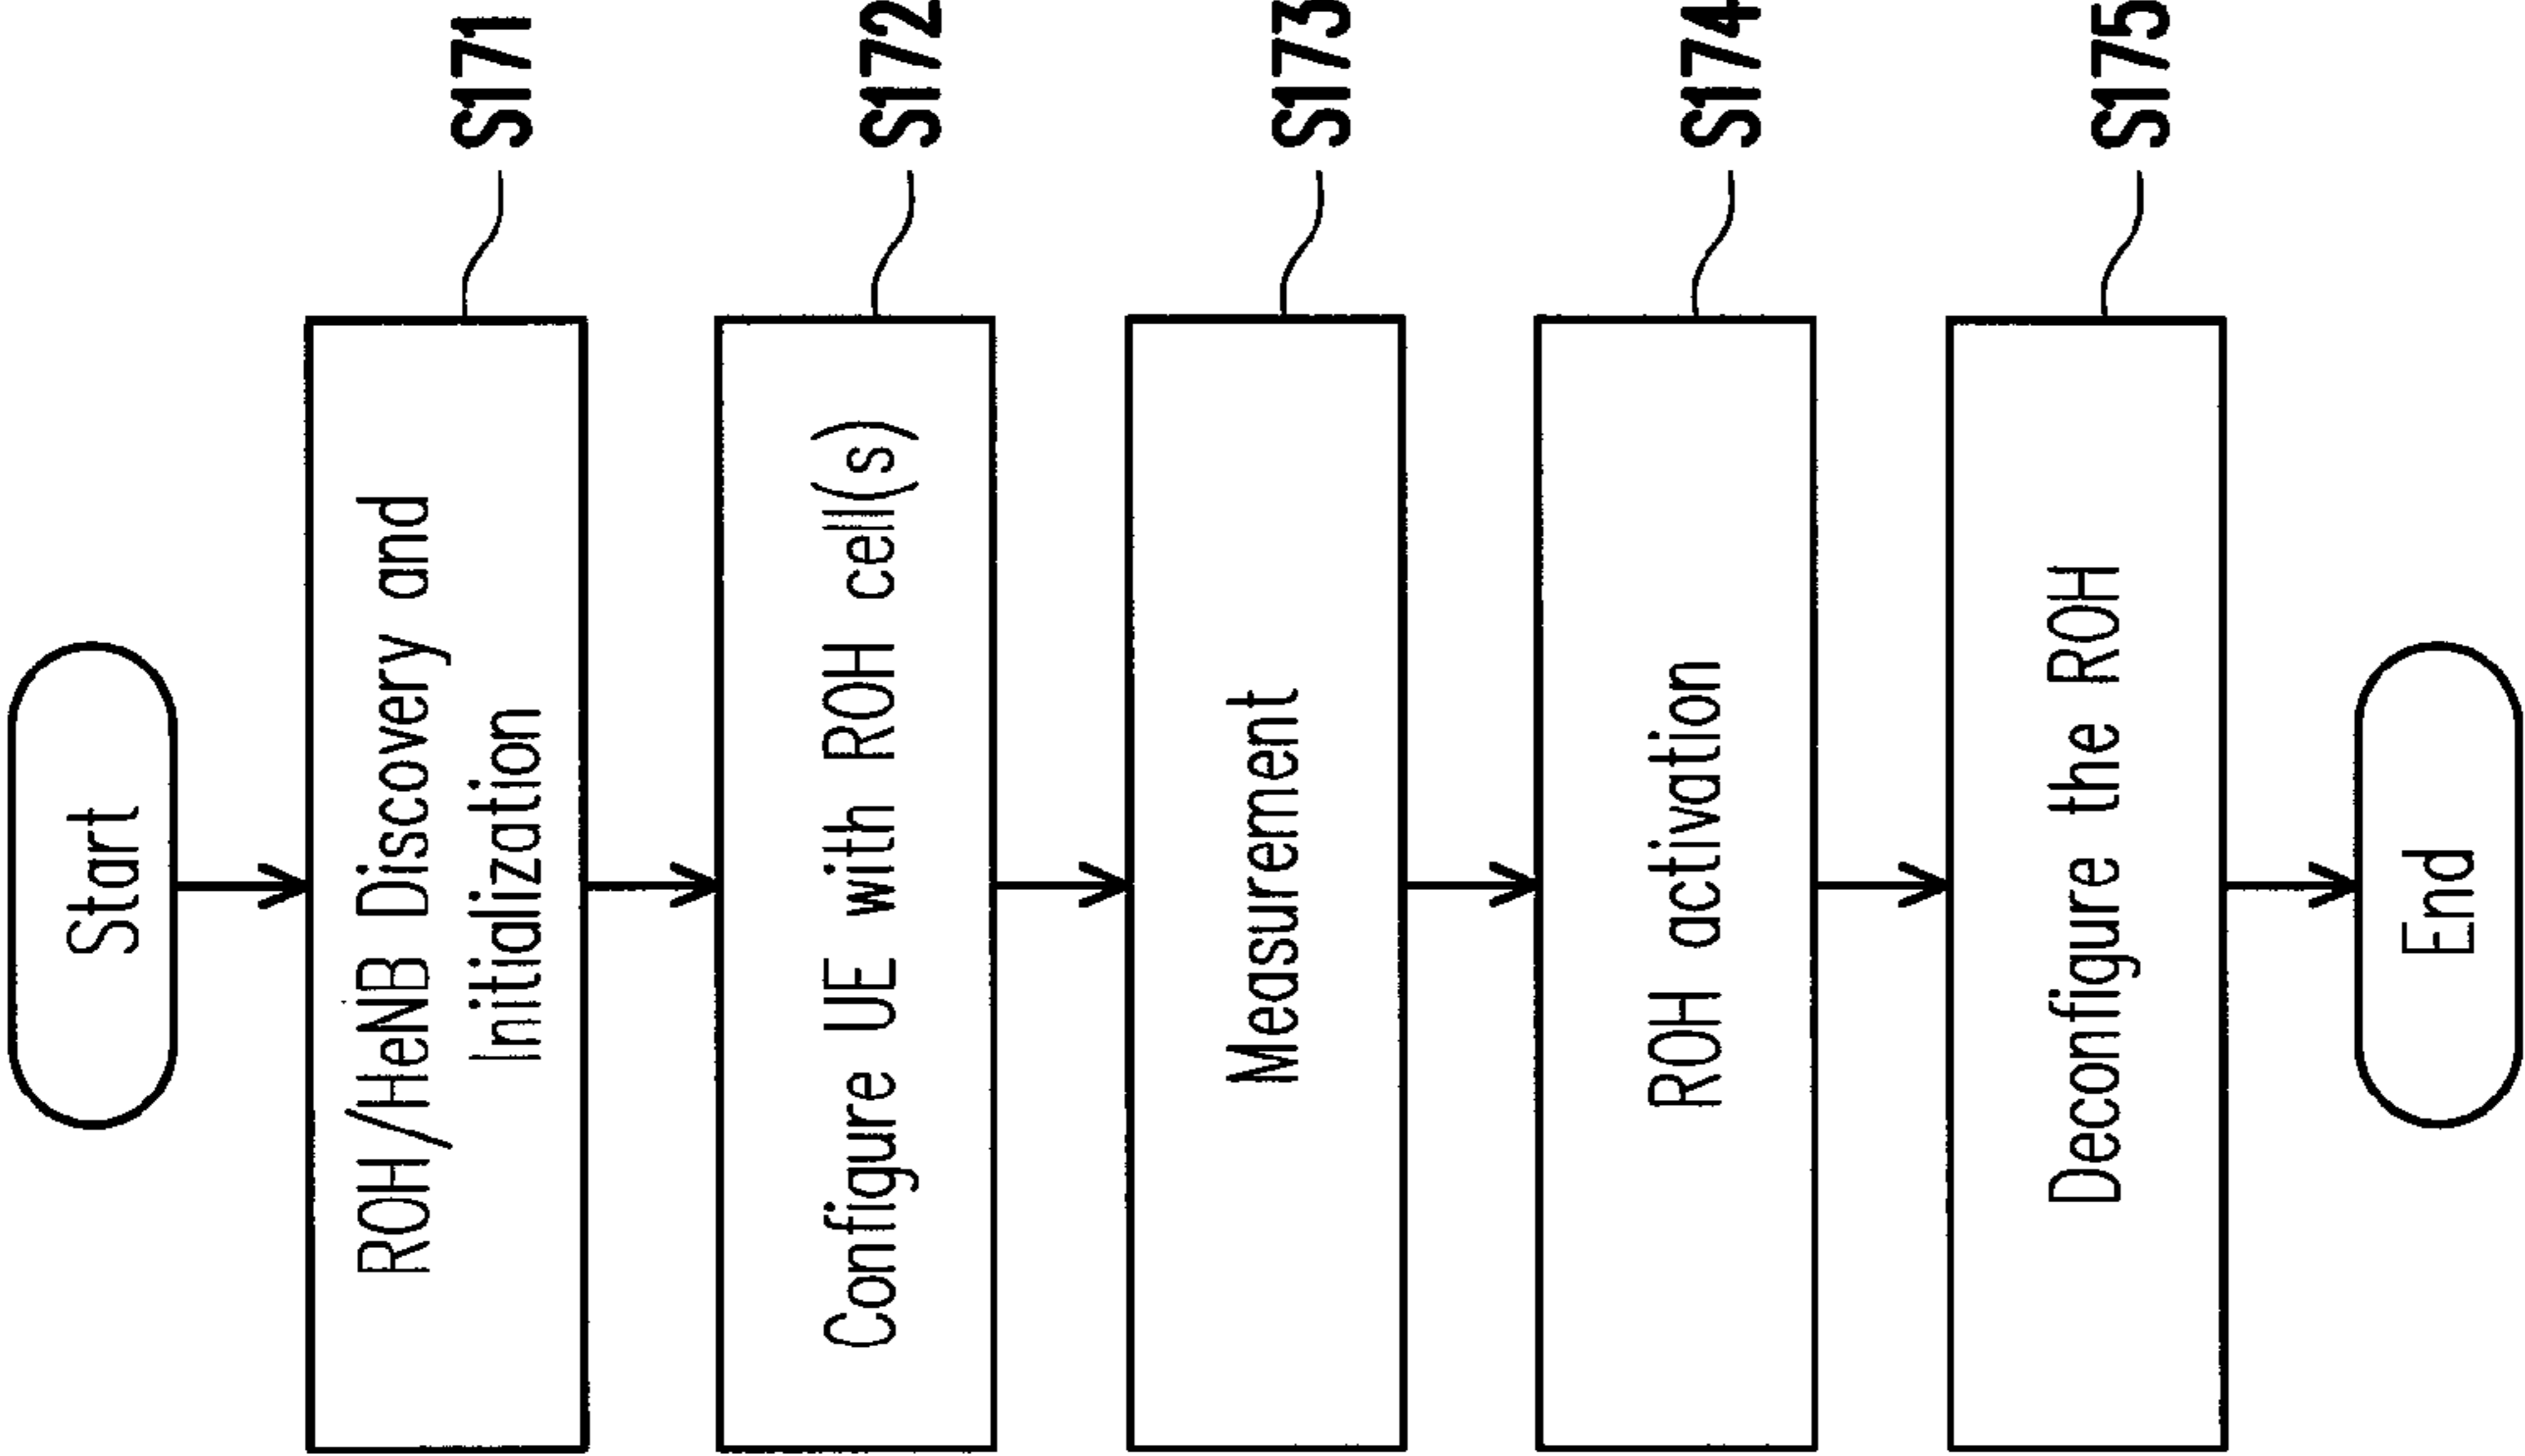 Start
ROH/HeNB Discovery and
Initialization
S171
Configure UE with ROH cell(s)
S172
Measurement
S173
ROH activation
S174
Deconfigure the ROH
S175
End